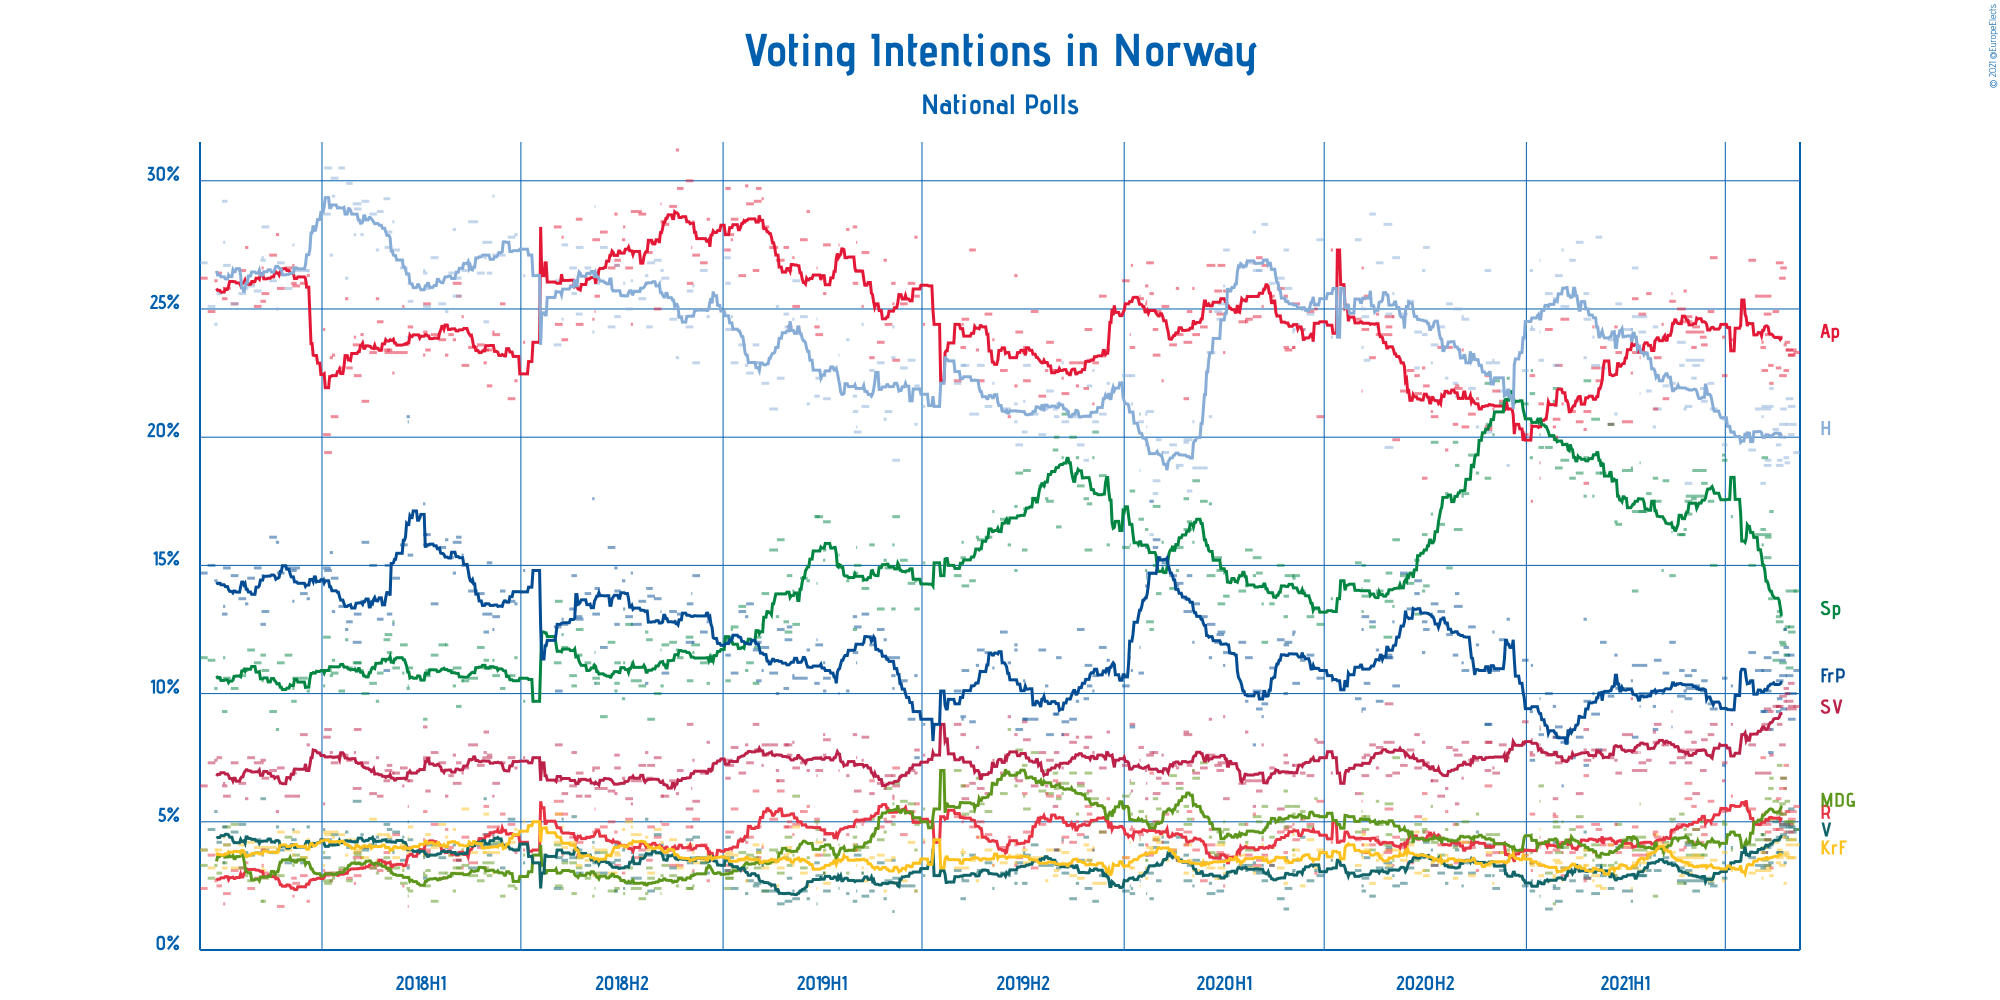 Voting Intentions in Norway
National Polls
© 2021 @EuropeElects
30%
25%
20%
15%
10%
5%
0%
Ap
H
Sp
FrP
SV
MDG
R
V
KrF
2018H1
2018H2
2019H1
2019H2
2020H1
2020H2
2021H1